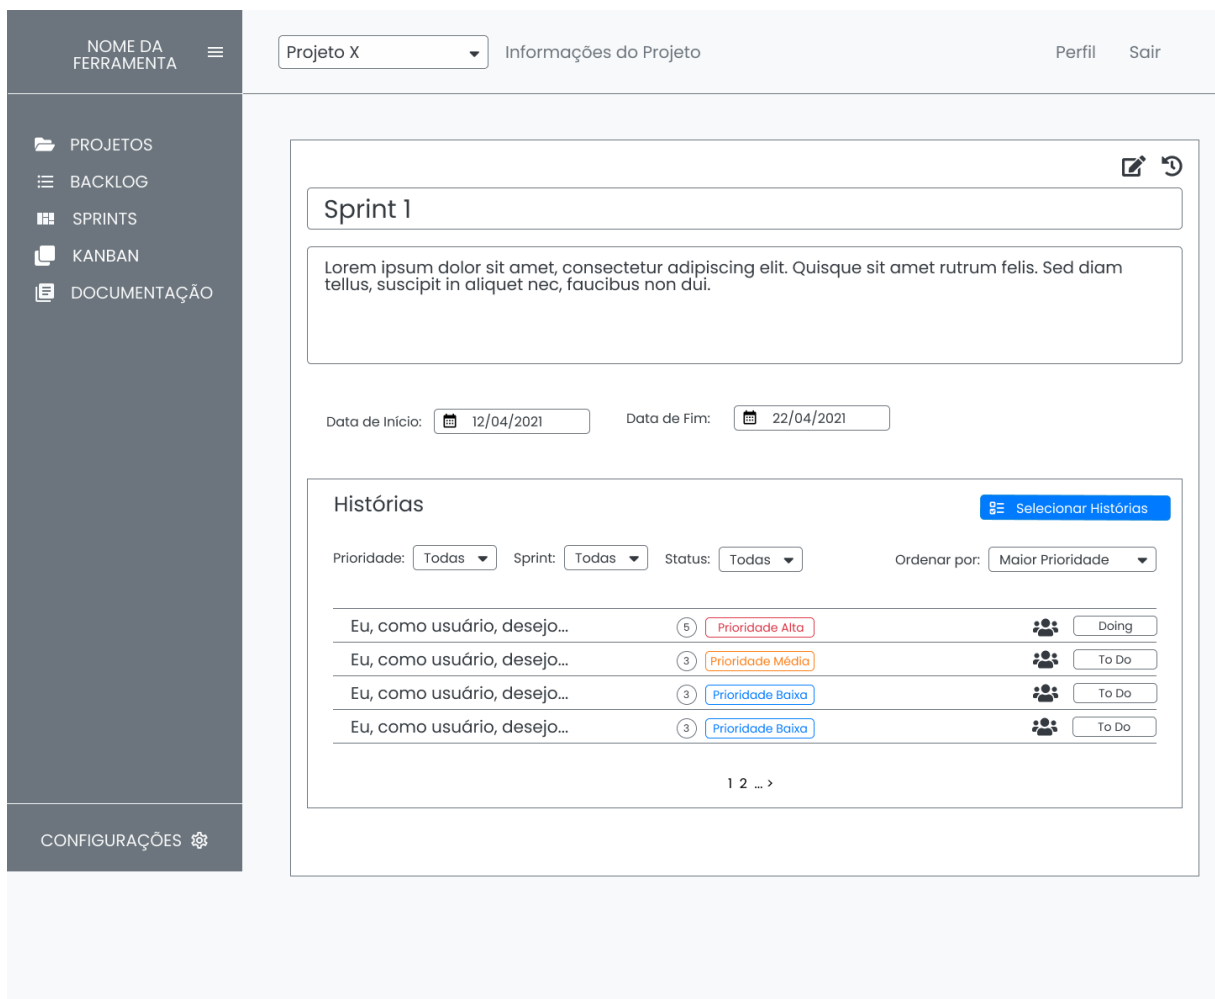 NOME DA
FERRAMENTA
Projeto X
Informações do Projeto
Perfil
Sair
PROJETOS
BACKLOG
SPRINTS
KANBAN
DOCUMENTAÇÃO
CONFIGURAÇÕES
Sprint 1
Lorem ipsum dolor sit amet, consectetur adipiscing elit. Quisque sit amet rutrum felis. Sed diam
tellus, suscipit in aliquet nec, faucibus non dui.
Data de Início: 12/04/2021
Data de Fim: 22/04/2021
Histórias
Selecionar Histórias
Prioridade: Todas
Sprint: Todas
Status: Todas
Ordenar por: Maior Prioridade
Eu, como usuário, desejo... 5 Prioridade Alta Doing
Eu, como usuário, desejo... 3 Prioridade Média To Do
Eu, como usuário, desejo... 3 Prioridade Baixa To Do
Eu, como usuário, desejo... 3 Prioridade Baixa To Do
1 2 ... >